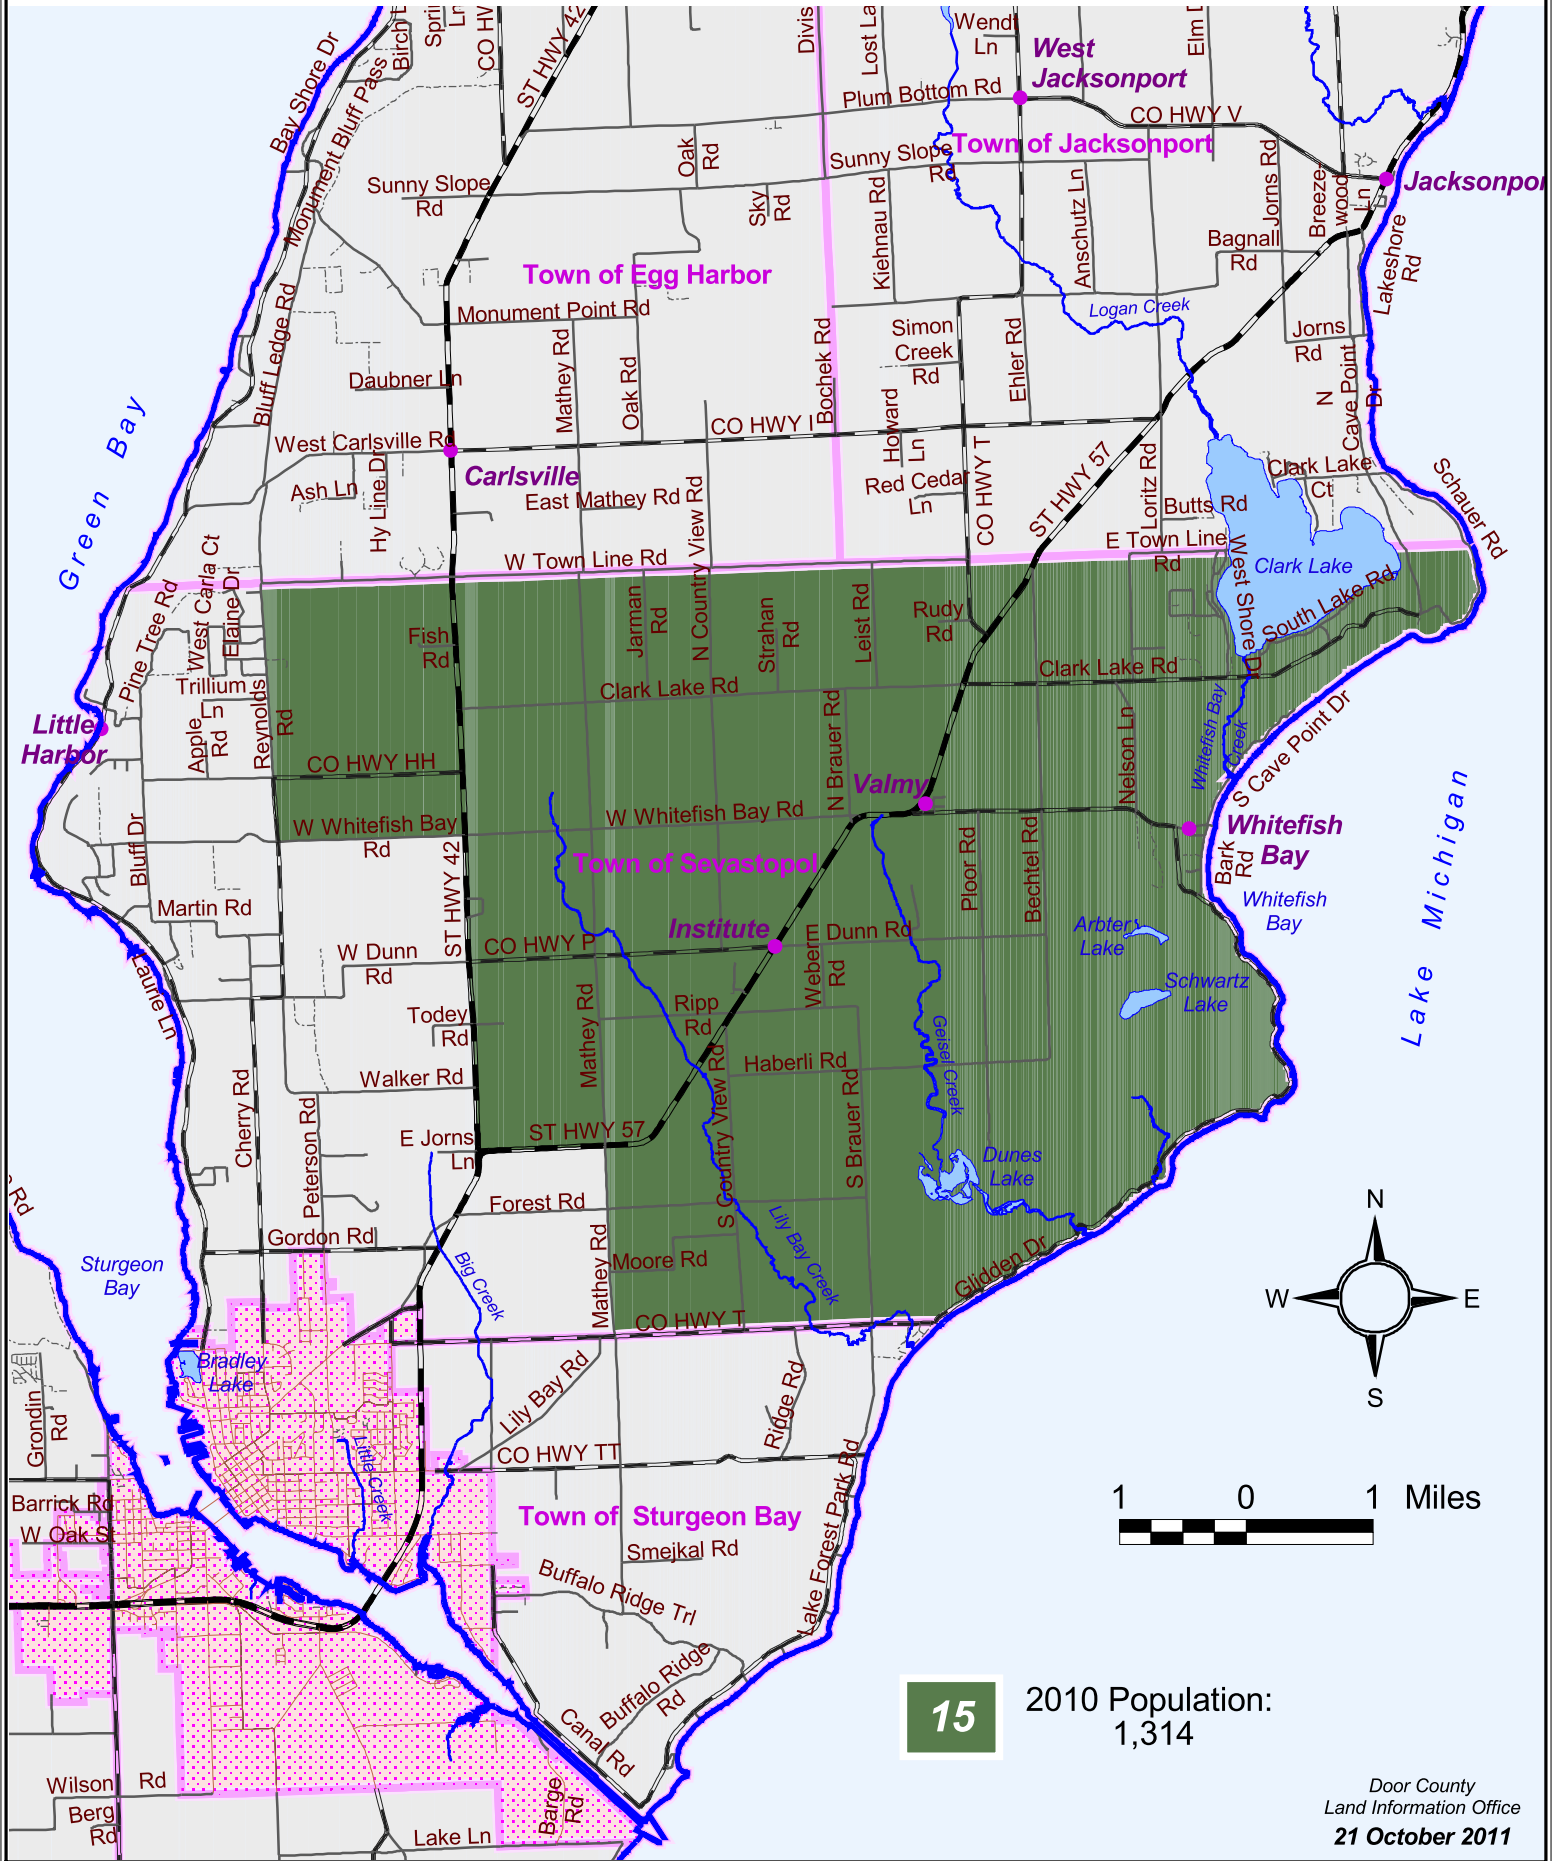 Bay Shore Dr
Birch L
Spri
Ln
CO HW
ST HWY 42
Divis
Lost La
Wendt
Ln
Elm D
West
Jacksonport
Plum Bottom Rd
CO HWY V
Town of Jacksonport
Monument Bluff Pass
Oak
Rd
Sunny Slope
Rd
Sunny Slope
Rd
Sky
Rd
Kiehnau Rd
Anschutz Ln
Jorns Rd
Breeze
wood
Ln
Jacksonpor
Bagnall
Rd
Lakeshore
Rd
Town of Egg Harbor
Bluff Ledge Rd
Monument Point Rd
Logan Creek
Mathey Rd
Oak Rd
Bochek Rd
Simon
Creek
Rd
Ehler Rd
Jorns
Rd
N
Cave Point
Dr
Daubner Ln
Green Bay
West Carlsville Rd
CO HWY I
Howard
Ln
CO HWY T
ST HWY 57
Carlsville
Ash Ln
Hy Line Dr
East Mathey Rd
N Country View Rd
Red Cedar
Ln
Loritz Rd
Butts Rd
Clark Lake
Ct
Schauer Rd
W Town Line Rd
E Town Line
Rd
West Shore Dr
Clark Lake
South Lake Rd
Pine Tree Rd
West Carla Ct
Elaine Dr
Fish
Rd
Jarman
Rd
Strahan
Rd
Leist Rd
Rudy
Rd
Clark Lake Rd
Clark Lake Rd
Trillium
Ln
Apple
Rd
Reynolds
Rd
Little
Harbor
CO HWY HH
N Brauer Rd
Valmy
Nelson Ln
Whitefish Bay
Creek
S Cave Point Dr
W Whitefish Bay
Rd
W Whitefish Bay Rd
Whitefish
Bay
Bark
Rd
Whitefish
Bay
Lake Michigan
Bluff Dr
ST HWY 42
Town of Sevastopol
Ploor Rd
Bechtel Rd
Martin Rd
Institute
Dunn Rd
Arbter
Lake
W Dunn
Rd
CO HWY P
Weberm
Rd
Schwartz
Lake
Laurie Ln
Todey
Rd
Mathey Rd
Ripp
Rd
Geisel Creek
Haberli Rd
Walker Rd
Cherry Rd
Peterson Rd
E Jorns
Ln
ST HWY 57
S Country View Rd
S Brauer Rd
Dunes
Lake
s Rd
Forest Rd
Gordon Rd
Mathey Rd
Moore Rd
Lily Bay Creek
Glidden Dr
Sturgeon
Bay
Big Creek
CO HWY T
N
W
E
S
Bradley
Lake
Grondin
Rd
Lily Bay Rd
Ridge Rd
Little Creek
CO HWY TT
Lake Forest Park Rd
Barrick Rd
W Oak St
Town of Sturgeon Bay
Smejkal Rd
1 0 1 Miles
Buffalo Ridge Trl
Buffalo Ridge
Rd
Canal Rd
15
2010 Population:
1,314
Wilson Rd
Berg
Rd
Barge
Rd
Lake Ln
Door County
Land Information Office
21 October 2011